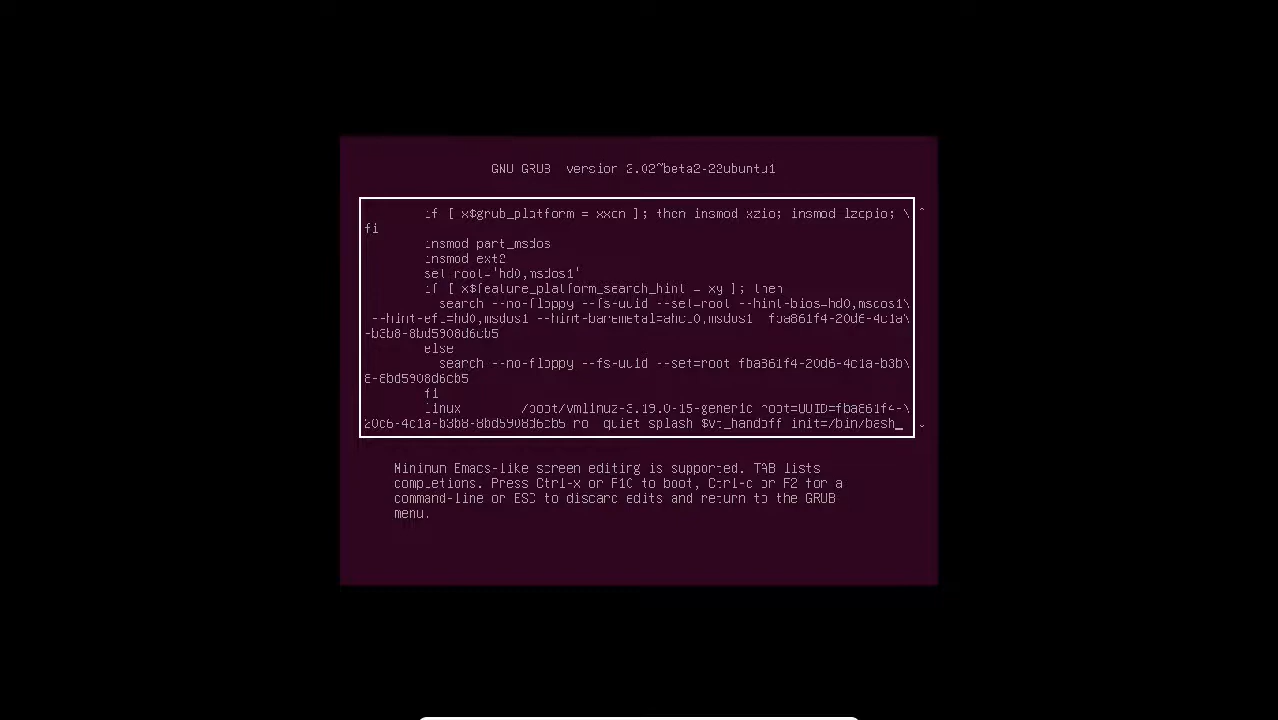 GNU GRUB version 2.02~beta2-22ubuntu1
if [ x$grub_platform = xxen ]; then insmod xzio; insmod lzopio; \
fi
insmod part_msdos
insmod ext2
set root='hd0,msdos1'
if [ x$feature_platform_search_hint = xy ]; then
search --no-floppy --fs-uuid --set=root --hint-bios=hd0,msdos1\
--hint-efi=hd0,msdos1 --hint-baremetal=ahci0,msdos1 fba861f4-20d6-4c1a\
-b3b8-8bd5908d6cb5
else
search --no-floppy --fs-uuid --set=root fba861f4-20d6-4c1a-b3b\
8-8bd5908d6cb5
fi
linux /boot/vmlinuz-3.19.0-15-generic root=UUID=fba861f4-\
20d6-4c1a-b3b8-8bd5908d6cb5 ro quiet splash $vt_handoff init=/bin/bash_
Minimum Emacs-like screen editing is supported. TAB lists
completions. Press Ctrl-x or F10 to boot, Ctrl-c or F2 for a
command-line or ESC to discard edits and return to the GRUB
menu.